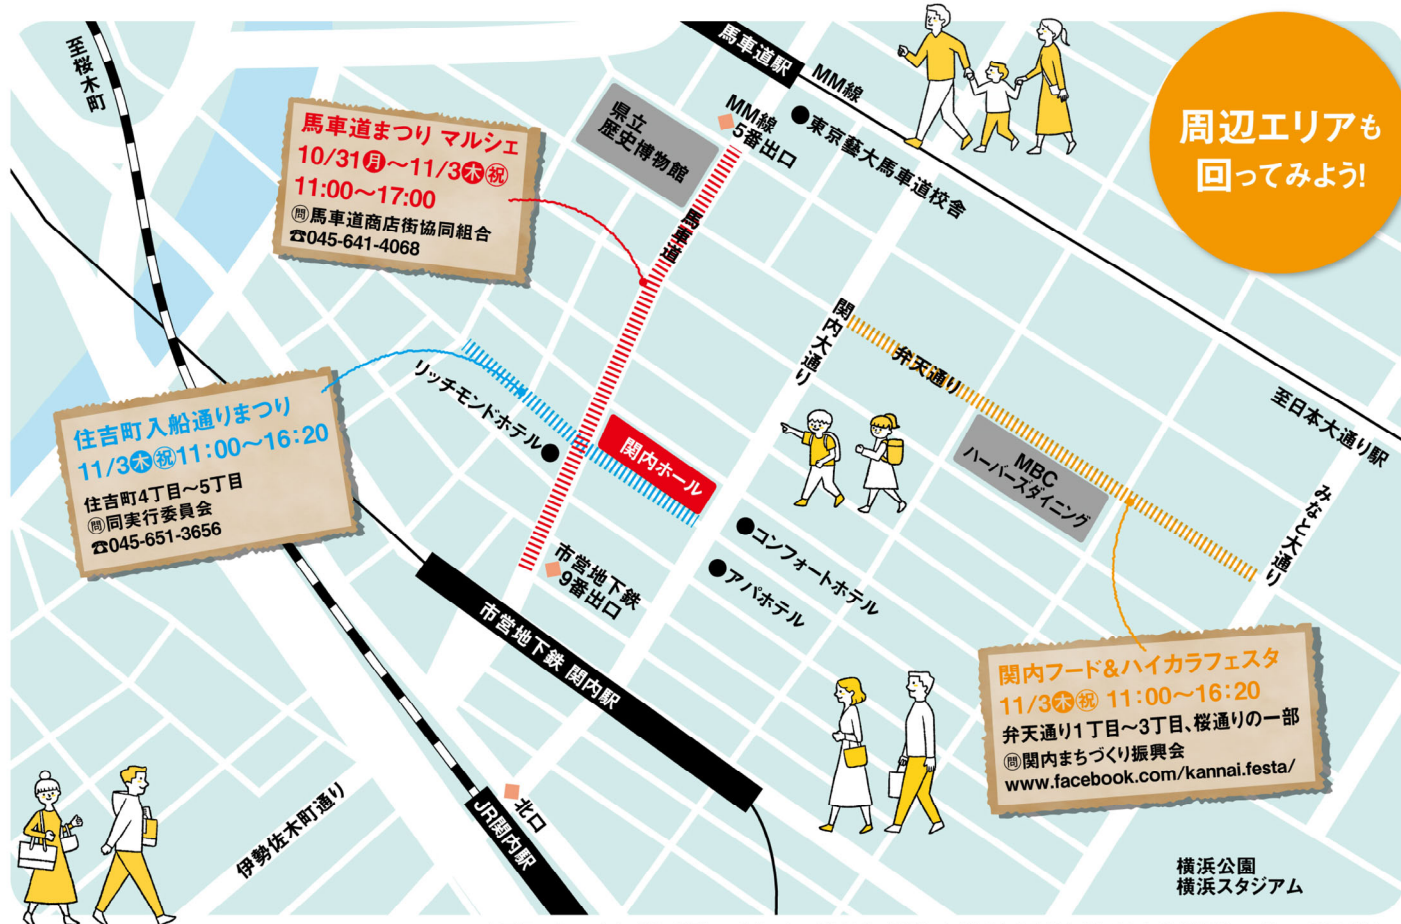 至桜木町
馬車道駅
MM線
県立
歴史博物館
MM線
5番出口
東京藝大馬車道校舎
周辺エリアも
回ってみよう!
馬車道まつり マルシェ
10/31月〜11/3木祝
11:00〜17:00
問馬車道商店街協同組合
☎045-641-4068
馬車道
関内大通り
弁天通り
至日本大通り駅
リッチモンドホテル
関内ホール
MBC
ハーバーズダイニング
みなと大通り
住吉町入船通りまつり
11/3木祝11:00〜16:20
住吉町4丁目〜5丁目
問同実行委員会
☎045-651-3656
コンフォートホテル
アパホテル
市営地下鉄
9番出口
市営地下鉄 関内駅
関内フード&ハイカラフェスタ
11/3木祝 11:00〜16:20
弁天通り1丁目〜3丁目、桜通りの一部
問関内まちづくり振興会
www.facebook.com/kannai.festa/
北口
JR関内駅
伊勢佐木町通り
横浜公園
横浜スタジアム